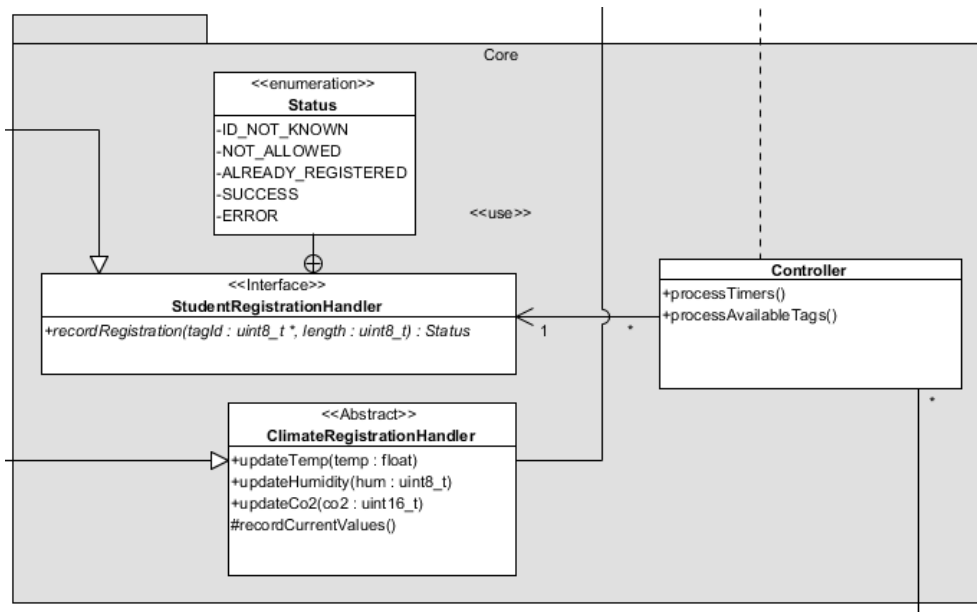 Core
<<enumeration>>
Status
-ID_NOT_KNOWN
-NOT_ALLOWED
-ALREADY_REGISTERED
-SUCCESS
-ERROR
<<use>>
<<Interface>>
StudentRegistrationHandler
+recordRegistration(tagId : uint8_t *, length : uint8_t) : Status
1
*
Controller
+processTimers()
+processAvailableTags()
*
<<Abstract>>
ClimateRegistrationHandler
+updateTemp(temp : float)
+updateHumidity(hum : uint8_t)
+updateCo2(co2 : uint16_t)
#recordCurrentValues()